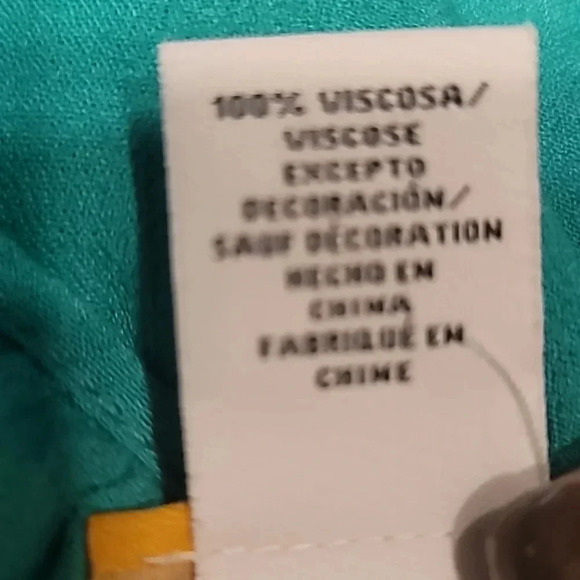 100% VISCOSA/
VISCOSE
EXCEPTO
DECORACIÓN/
SAUF DÉCORATION
HECHO EN
CHINA
FABRIQUÉ EN
CHINE